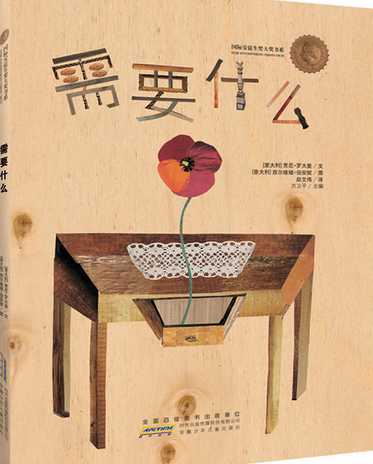 国际安徒生奖大奖书系
需要什么
[意大利] 贾尼·罗大里 / 文
[意大利] 西尔维娅·伯安妮 / 图
赵文伟 / 译
方卫平 / 主编
需要什么
全国百佳图书出版单位
时代出版传媒股份有限公司
安徽少年儿童出版社